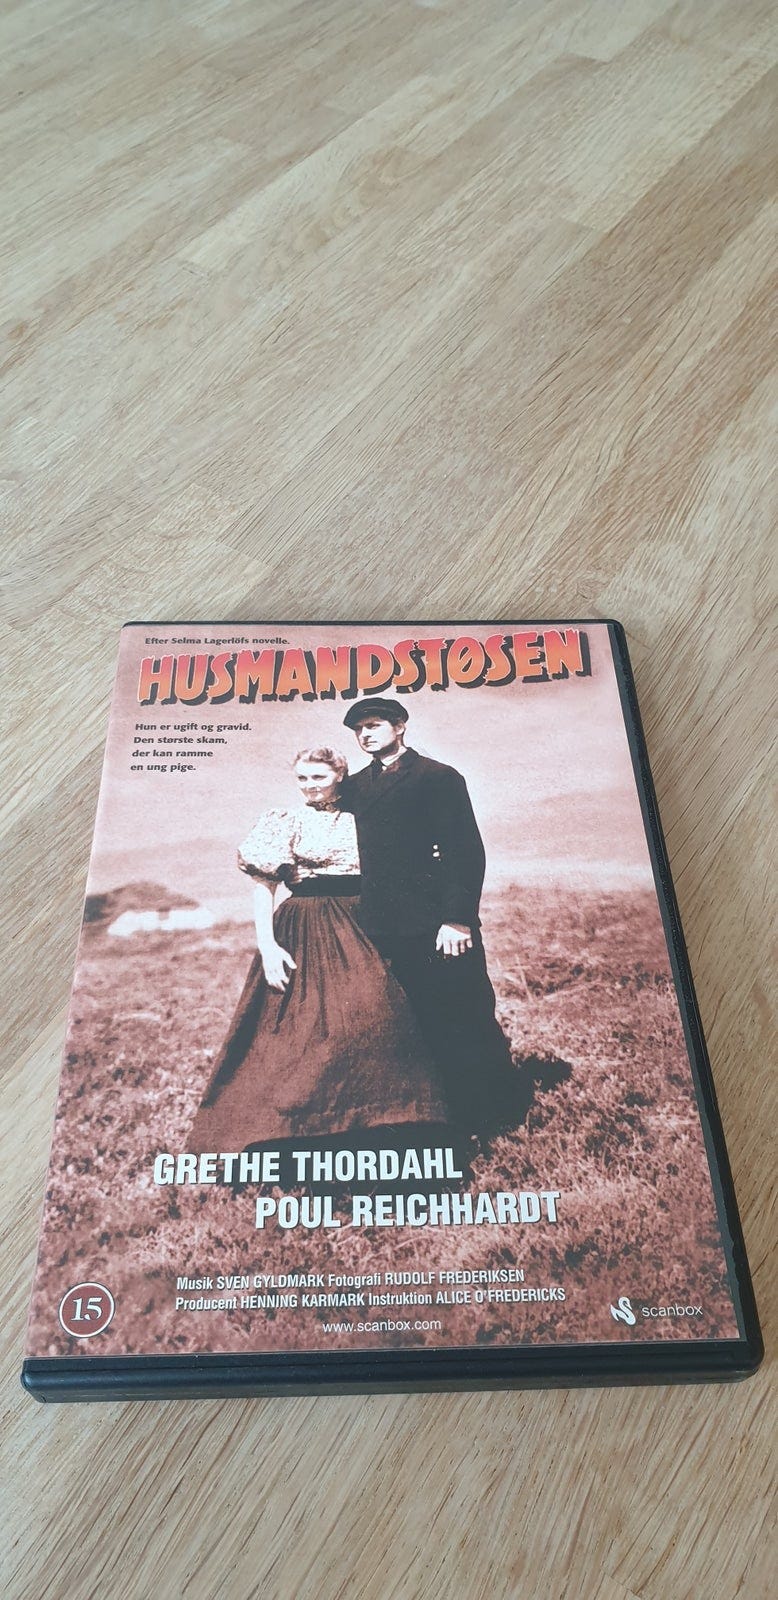 Efter Selma Lagerlöfs novelle.
HUSMANDSTØSEN
Hun er ugift og gravid.
Den største skam,
der kan ramme
en ung pige.
GRETHE THORDAHL
POUL REICHHARDT
Musik SVEN GYLDMARK Fotografi RUDOLF FREDERIKSEN
Producent HENNING KARMARK Instruktion ALICE O'FREDERICKS
15
www.scanbox.com
scanbox